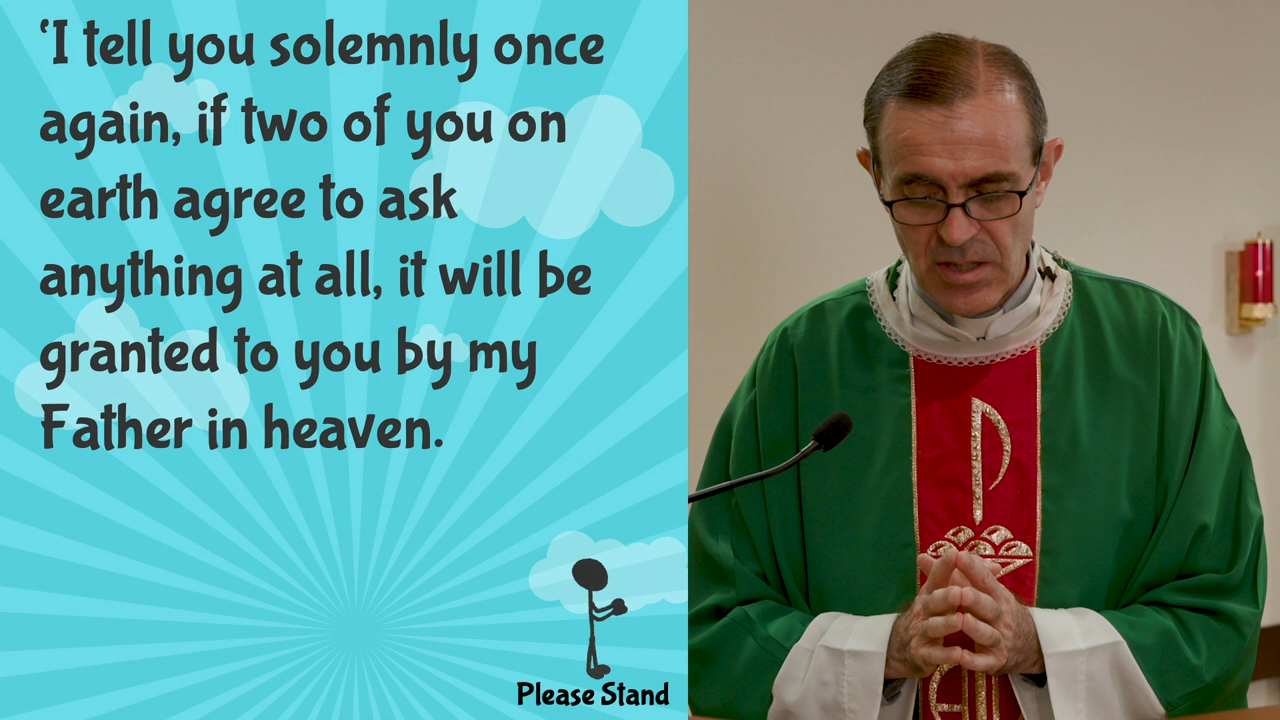 ‘I tell you solemnly once
again, if two of you on
earth agree to ask
anything at all, it will be
granted to you by my
Father in heaven.
Please Stand